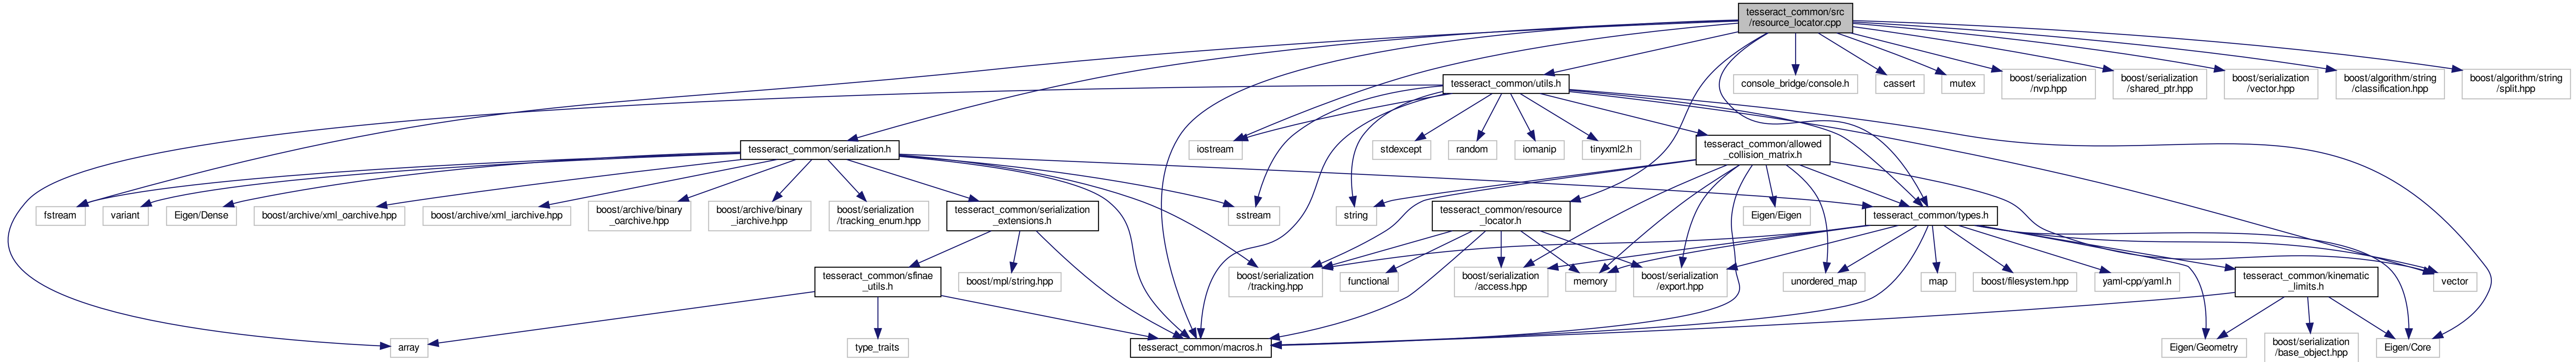 tesseract_common/src
/resource_locator.cpp
tesseract_common/utils.h
console_bridge/console.h
cassert
mutex
boost/serialization
/nvp.hpp
boost/serialization
/shared_ptr.hpp
boost/serialization
/vector.hpp
boost/algorithm/string
/classification.hpp
boost/algorithm/string
/split.hpp
tesseract_common/serialization.h
iostream
stdexcept
random
iomanip
tinyxml2.h
tesseract_common/allowed
_collision_matrix.h
fstream
variant
Eigen/Dense
boost/archive/xml_oarchive.hpp
boost/archive/xml_iarchive.hpp
boost/archive/binary
_oarchive.hpp
boost/archive/binary
_iarchive.hpp
boost/serialization
/tracking_enum.hpp
tesseract_common/serialization
_extensions.h
sstream
string
tesseract_common/resource
_locator.h
Eigen/Eigen
tesseract_common/types.h
tesseract_common/sfinae
_utils.h
boost/mpl/string.hpp
boost/serialization
/tracking.hpp
functional
boost/serialization
/access.hpp
memory
boost/serialization
/export.hpp
unordered_map
map
boost/filesystem.hpp
yaml-cpp/yaml.h
tesseract_common/kinematic
_limits.h
vector
array
type_traits
tesseract_common/macros.h
Eigen/Geometry
boost/serialization
/base_object.hpp
Eigen/Core